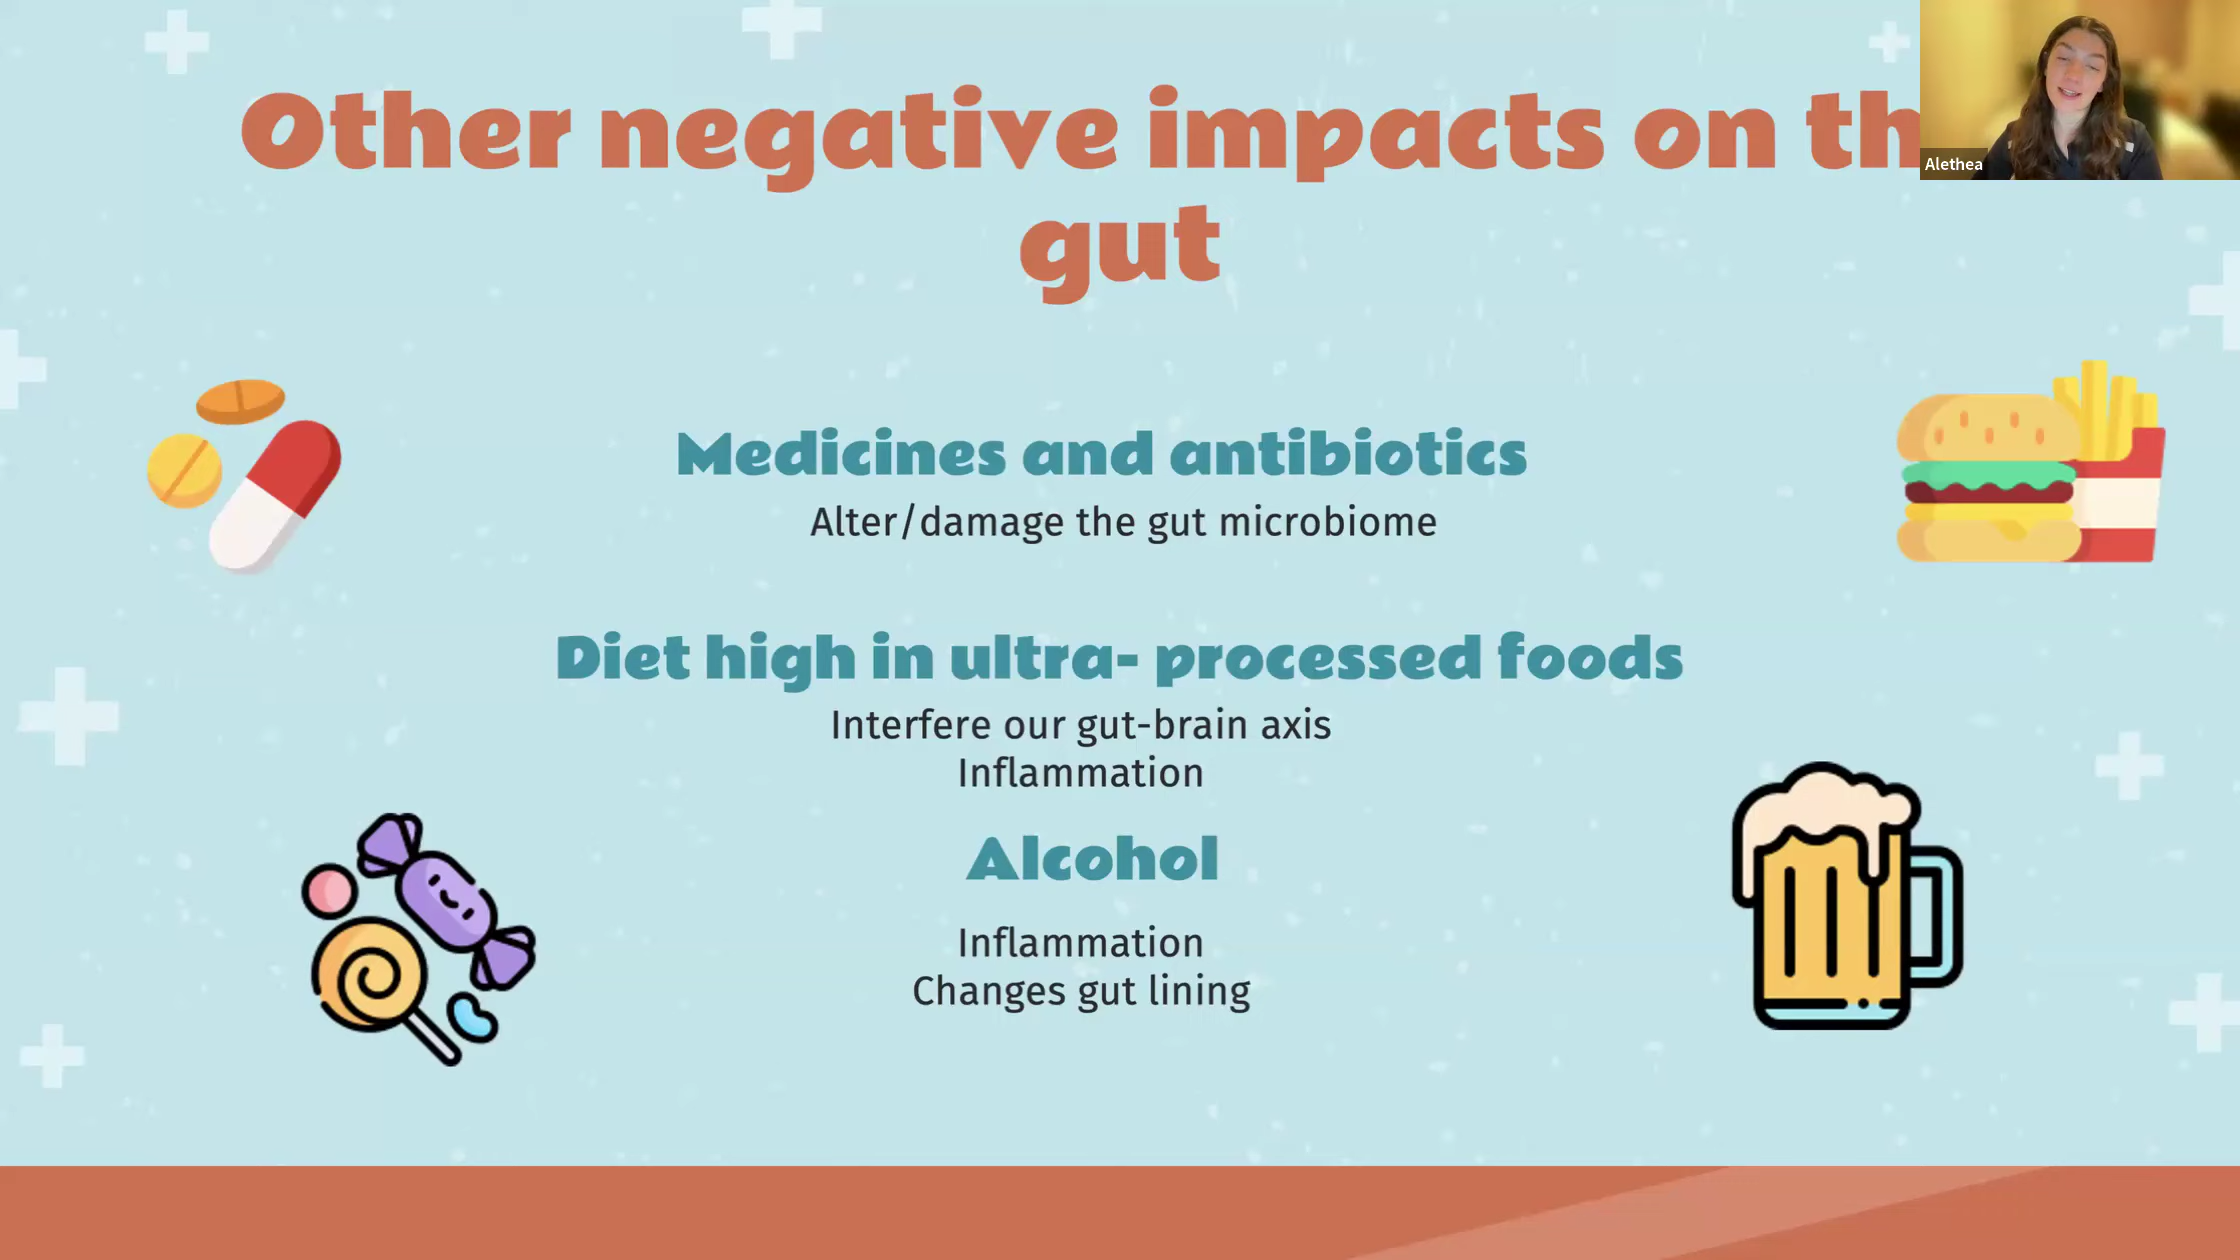 Other negative impacts on th
gut
Alethea
Medicines and antibiotics
Alter/damage the gut microbiome
Diet high in ultra- processed foods
Interfere our gut-brain axis
Inflammation
Alcohol
Inflammation
Changes gut lining